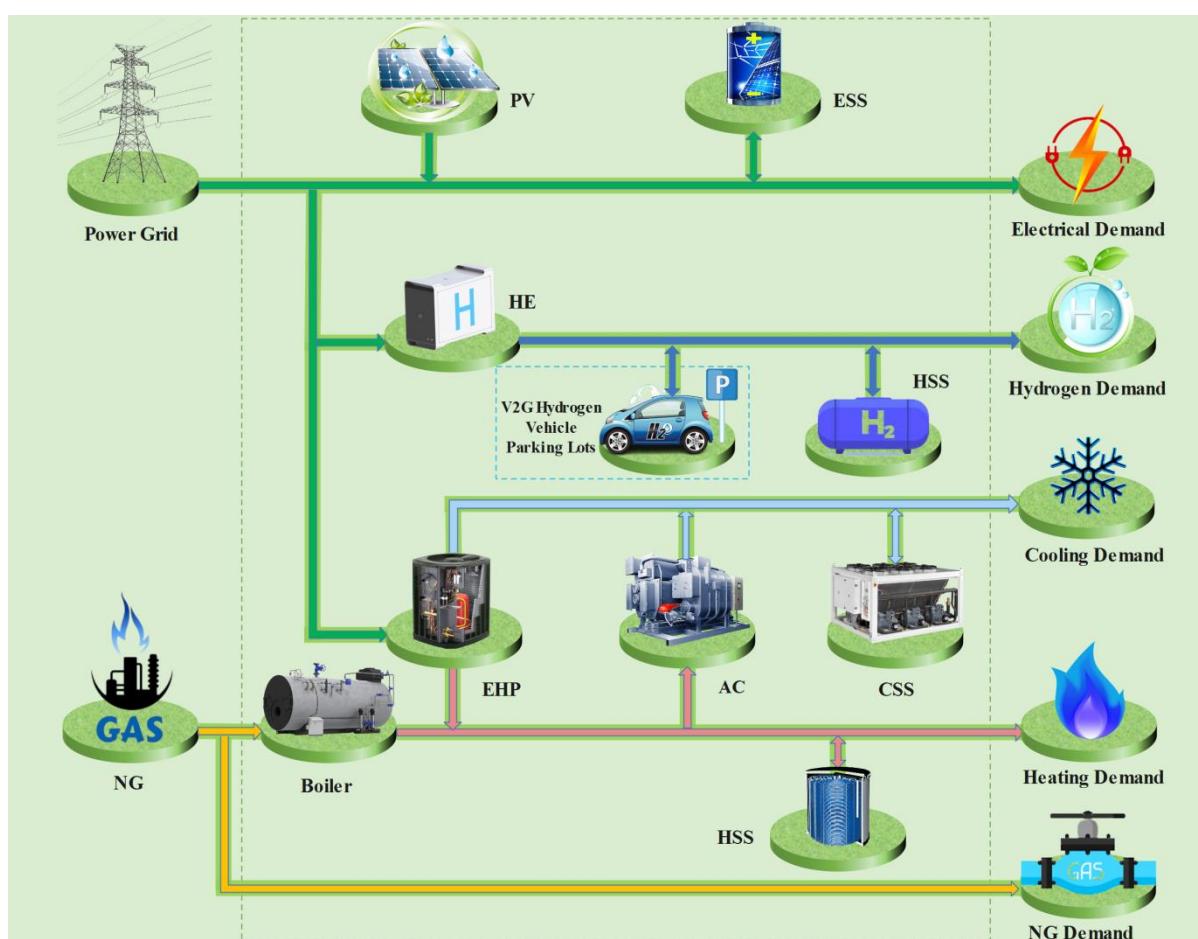 PV
ESS
Power Grid
Electrical Demand
H
HE
H2
Hydrogen Demand
V2G Hydrogen
Vehicle
Parking Lots
P
H2
HSS
H2
Cooling Demand
EHP
AC
CSS
GAS
NG
Boiler
Heating Demand
HSS
GAS
NG Demand